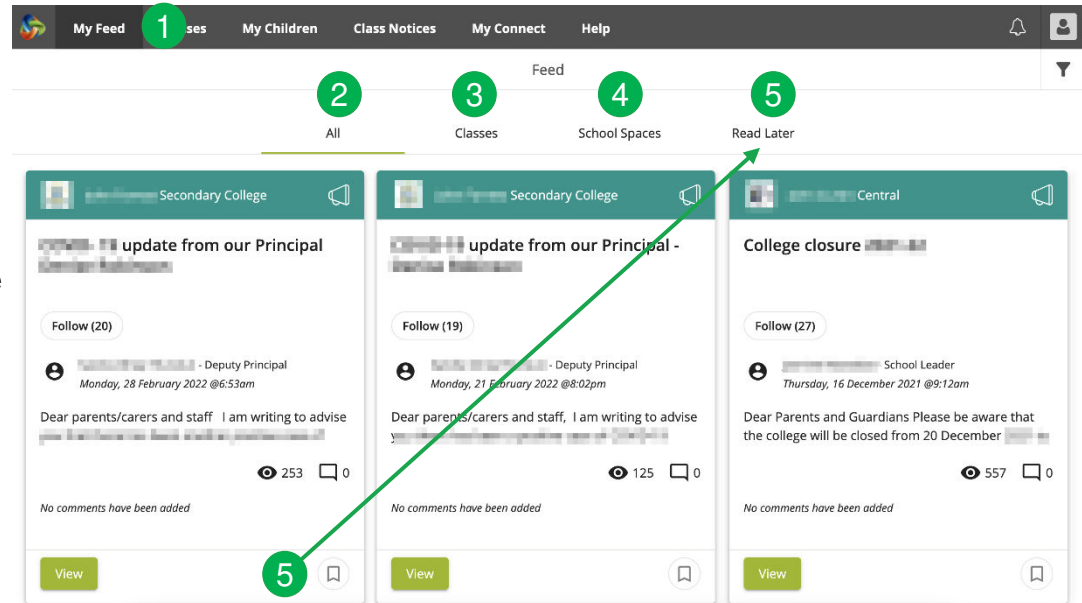 My Feed 1 ses My Children Class Notices My Connect Help
Feed
2 3 4 5
All Classes School Spaces Read Later
Secondary College
update from our Principal
Follow (20)
- Deputy Principal
Monday, 28 February 2022 @6:53am
Dear parents/carers and staff I am writing to advise
253 0
No comments have been added
View 5
Secondary College
update from our Principal -
Follow (19)
- Deputy Principal
Monday, 21 February 2022 @8:02pm
Dear parents/carers and staff, I am writing to advise
125 0
No comments have been added
View
Central
College closure
Follow (27)
School Leader
Thursday, 16 December 2021 @9:12am
Dear Parents and Guardians Please be aware that
the college will be closed from 20 December
557 0
No comments have been added
View